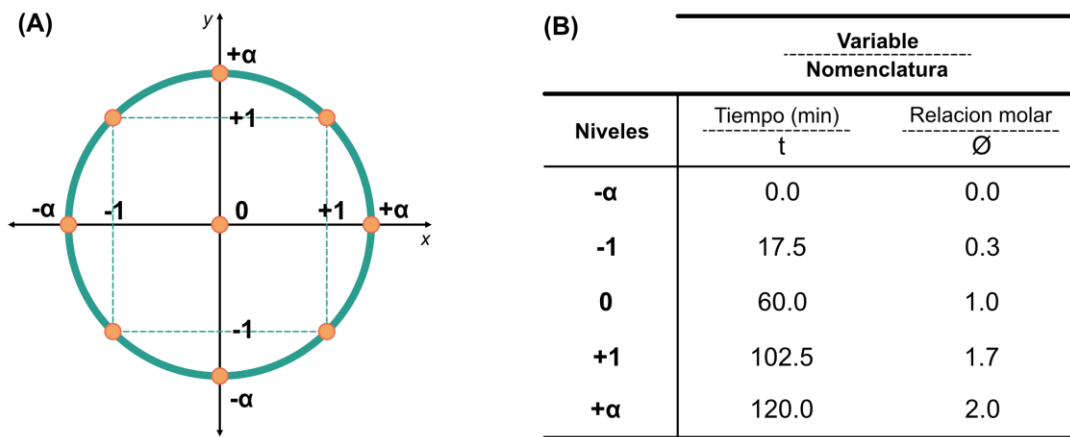 (A)
y
+α
+1
-α
-1
0
+1
+α
x
-1
-α
(B)
Variable
Nomenclatura
Niveles
Tiempo (min)
Relacion molar
t
Ø
-α 0.0 0.0
-1 17.5 0.3
0 60.0 1.0
+1 102.5 1.7
+α 120.0 2.0